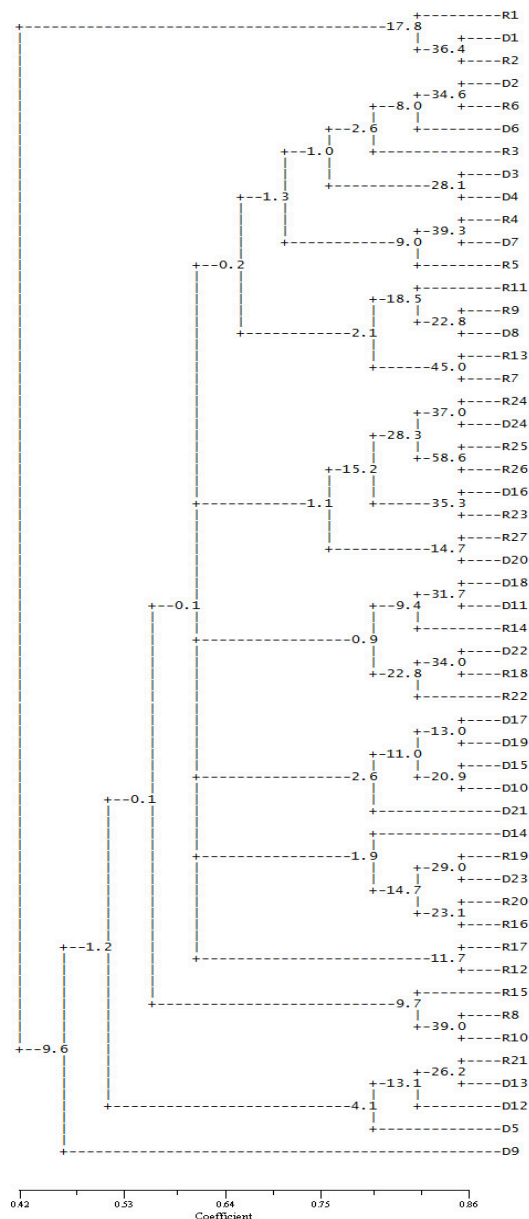 R1
17.8
D1
36.4
R2
D2
34.6
8.0
R6
2.6
D6
1.0
R3
D3
28.1
1.3
D4
R4
39.3
D7
9.0
0.2
R5
R11
18.5
R9
22.8
2.1
D8
R13
45.0
R7
R24
37.0
D24
28.3
R25
58.6
15.2
R26
D16
1.1
35.3
R23
R27
14.7
D20
D18
31.7
0.1
9.4
D11
R14
0.9
D22
34.0
22.8
R18
R22
D17
13.0
D19
11.0
D15
2.6
20.9
D10
0.1
D21
D14
1.9
R19
29.0
D23
14.7
R20
23.1
R16
1.2
R17
11.7
R12
R15
9.7
R8
39.0
R10
9.6
R21
26.2
13.1
D13
4.1
D12
D5
D9
0.42 0.53 0.64 0.75 0.86
Coefficient